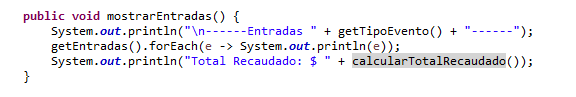 public void mostrarEntradas() {
System.out.println("\n------Entradas " + getTipoEvento() + "------");
getEntradas().forEach(e -> System.out.println(e));
System.out.println("Total Recaudado: $ " + calcularTotalRecaudado());
}